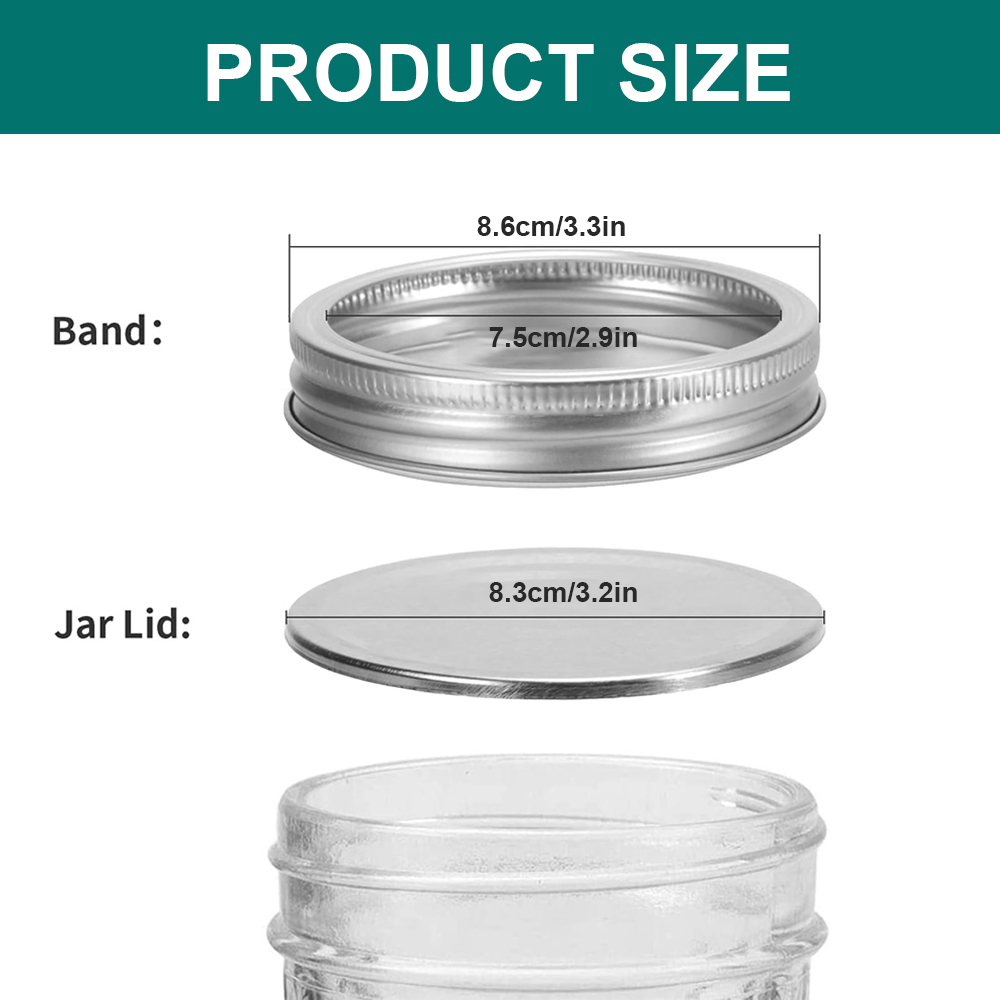 PRODUCT SIZE
8.6cm/3.3in
Band：
7.5cm/2.9in
8.3cm/3.2in
Jar Lid: